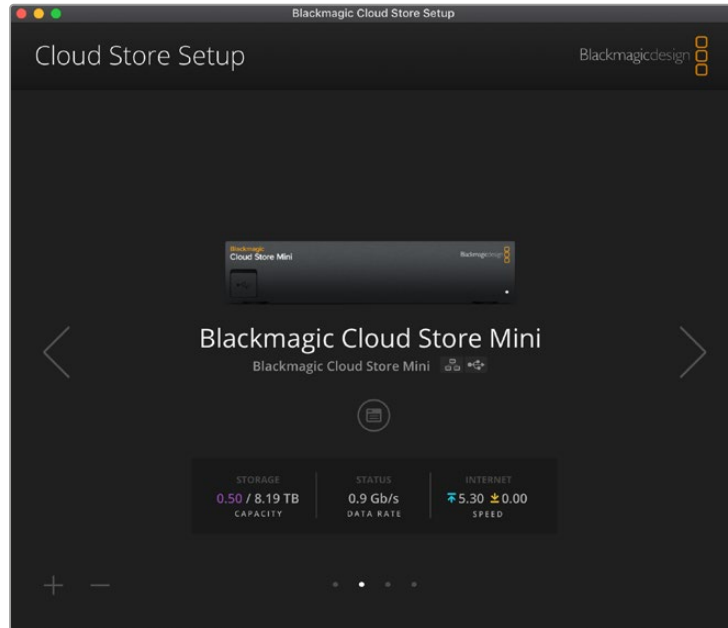 Blackmagic Cloud Store Setup
Cloud Store Setup
Blackmagicdesign
Blackmagic
Cloud Store Mini
Blackmagicdesign
Blackmagic Cloud Store Mini
Blackmagic Cloud Store Mini
STORAGE STATUS INTERNET
0.50 / 8.19 TB 0.9 Gb/s 5.30 0.00
CAPACITY DATA RATE SPEED